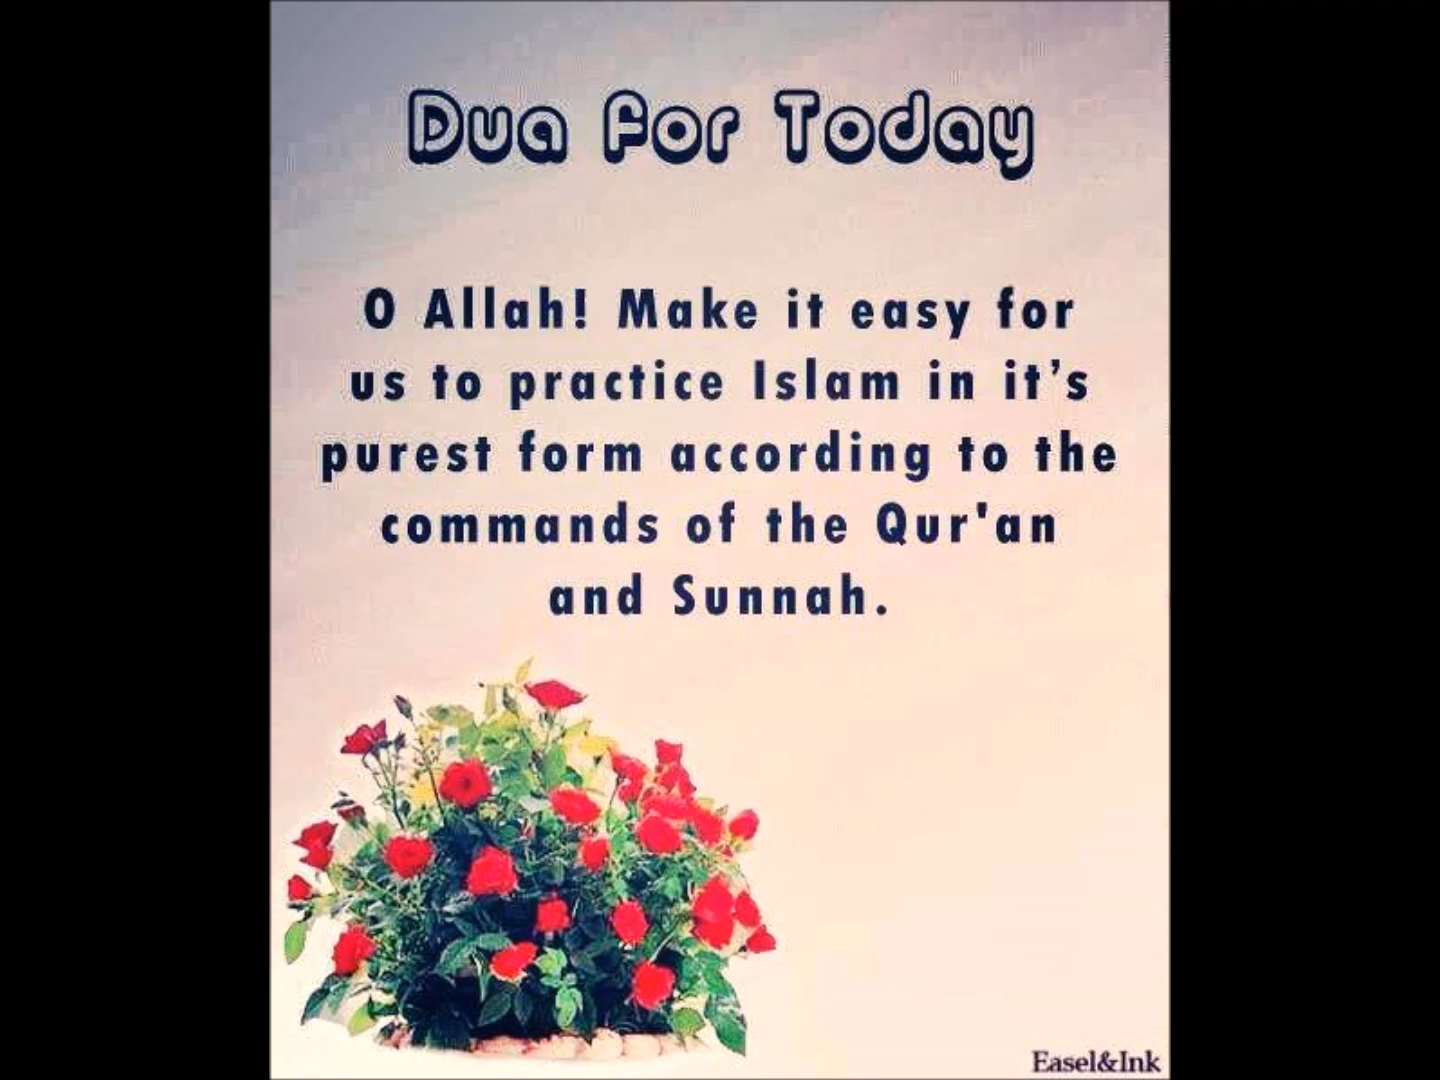 Dua for Today
O Allah! Make it easy for
us to practice Islam in it’s
purest form according to the
commands of the Qur'an
and Sunnah.
Easel&Ink